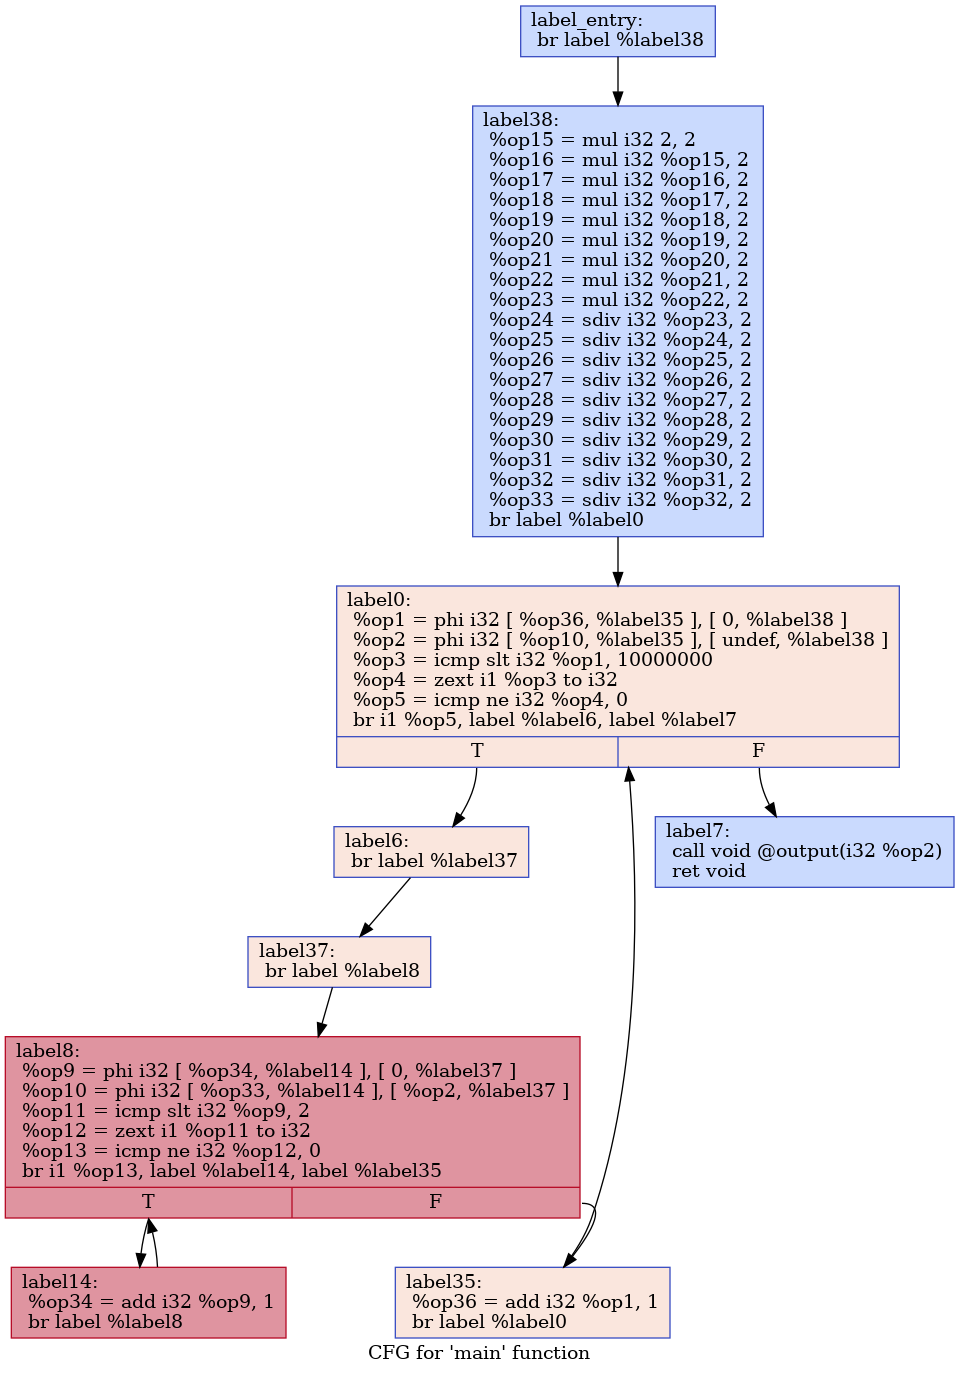 label_entry:
br label %label38
label38:
%op15 = mul i32 2, 2
%op16 = mul i32 %op15, 2
%op17 = mul i32 %op16, 2
%op18 = mul i32 %op17, 2
%op19 = mul i32 %op18, 2
%op20 = mul i32 %op19, 2
%op21 = mul i32 %op20, 2
%op22 = mul i32 %op21, 2
%op23 = mul i32 %op22, 2
%op24 = sdiv i32 %op23, 2
%op25 = sdiv i32 %op24, 2
%op26 = sdiv i32 %op25, 2
%op27 = sdiv i32 %op26, 2
%op28 = sdiv i32 %op27, 2
%op29 = sdiv i32 %op28, 2
%op30 = sdiv i32 %op29, 2
%op31 = sdiv i32 %op30, 2
%op32 = sdiv i32 %op31, 2
%op33 = sdiv i32 %op32, 2
br label %label0
label0:
%op1 = phi i32 [ %op36, %label35 ], [ 0, %label38 ]
%op2 = phi i32 [ %op10, %label35 ], [ undef, %label38 ]
%op3 = icmp slt i32 %op1, 10000000
%op4 = zext i1 %op3 to i32
%op5 = icmp ne i32 %op4, 0
br i1 %op5, label %label6, label %label7
T
F
label6:
br label %label37
label7:
call void @output(i32 %op2)
ret void
label37:
br label %label8
label8:
%op9 = phi i32 [ %op34, %label14 ], [ 0, %label37 ]
%op10 = phi i32 [ %op33, %label14 ], [ %op2, %label37 ]
%op11 = icmp slt i32 %op9, 2
%op12 = zext i1 %op11 to i32
%op13 = icmp ne i32 %op12, 0
br i1 %op13, label %label14, label %label35
T
F
label14:
%op34 = add i32 %op9, 1
br label %label8
label35:
%op36 = add i32 %op1, 1
br label %label0
CFG for 'main' function